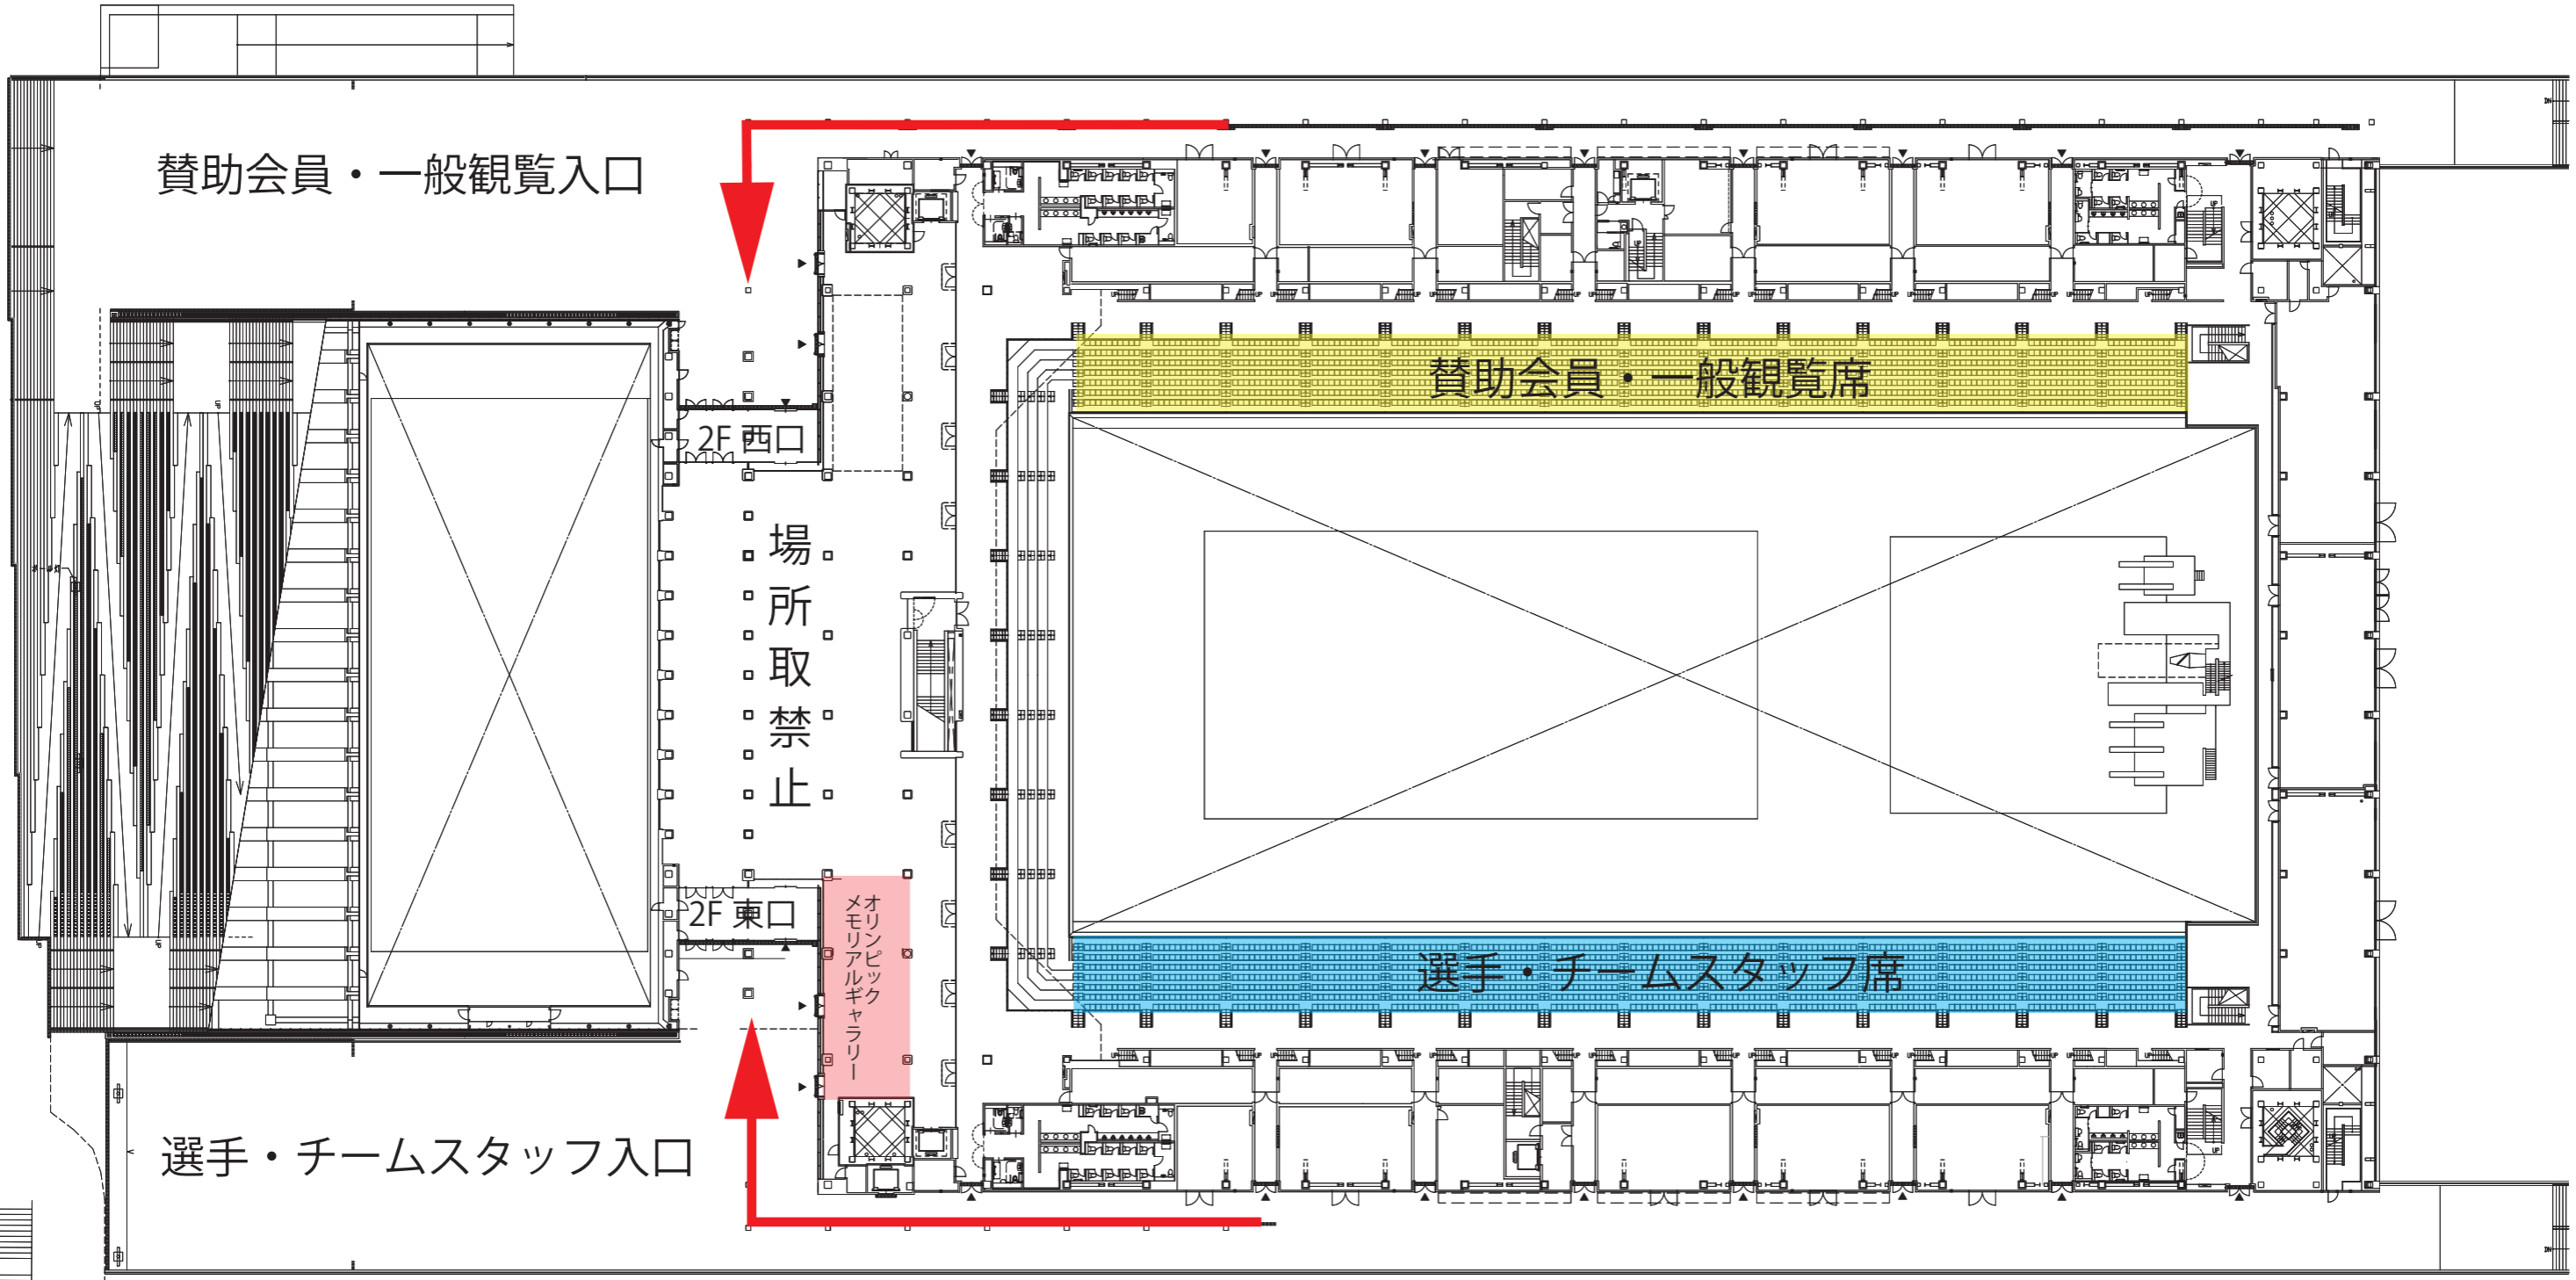 賛助会員・一般観覧入口
賛助会員・一般観覧席
2F 西口
場所取禁止
オリンピック
メモリアルギャラリー
2F 東口
選手・チームスタッフ席
選手・チームスタッフ入口